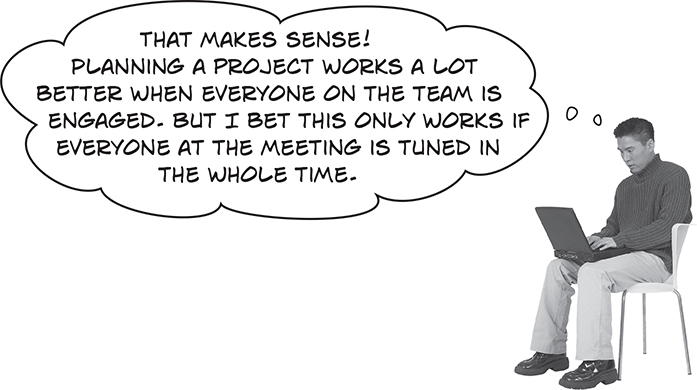 THAT MAKES SENSE!
PLANNING A PROJECT WORKS A LOT
BETTER WHEN EVERYONE ON THE TEAM IS
ENGAGED. BUT I BET THIS ONLY WORKS IF
EVERYONE AT THE MEETING IS TUNED IN
THE WHOLE TIME.